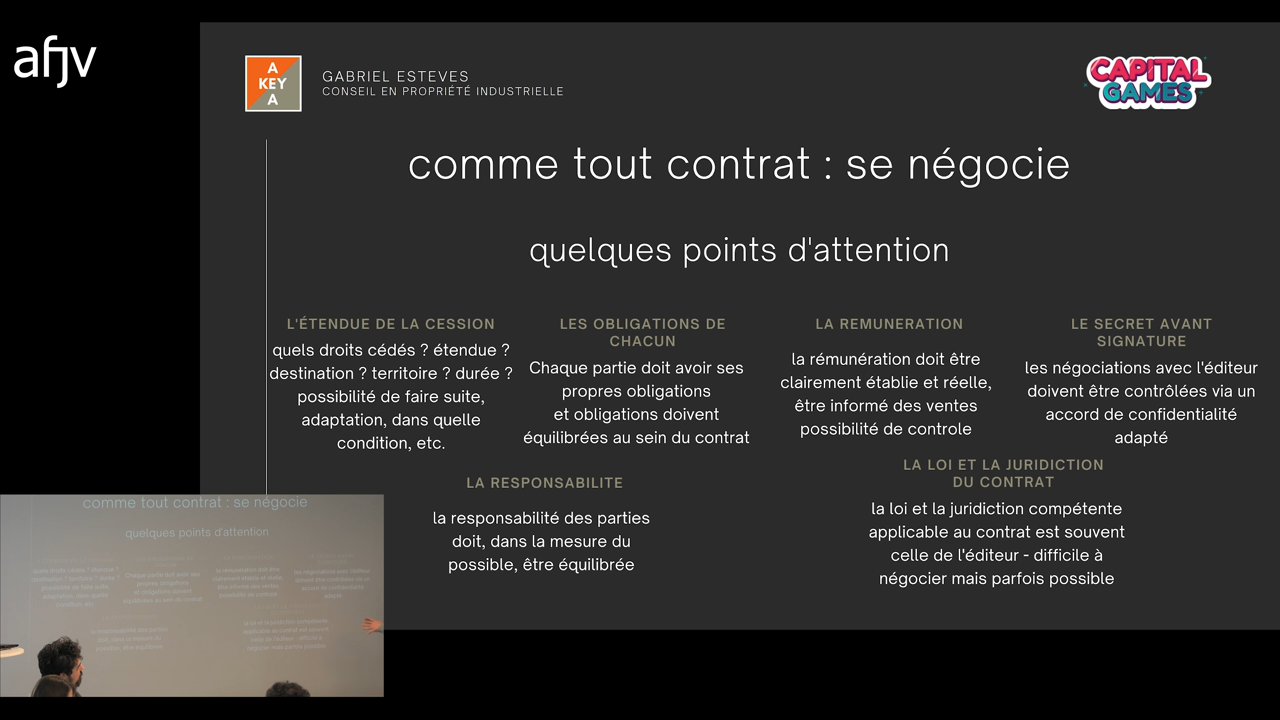 afjv
A
KEY
A
GABRIEL ESTEVES
CONSEIL EN PROPRIÉTÉ INDUSTRIELLE
CAPITAL
GAMES
comme tout contrat : se négocie
quelques points d'attention
L'ÉTENDUE DE LA CESSION
quels droits cédés ? étendue ?
destination ? territoire ? durée ?
possibilité de faire suite,
adaptation, dans quelle
condition, etc.
LES OBLIGATIONS DE
CHACUN
Chaque partie doit avoir ses
propres obligations
et obligations doivent
équilibrées au sein du contrat
LA REMUNERATION
la rémunération doit être
clairement établie et réelle,
être informé des ventes
possibilité de controle
LE SECRET AVANT
SIGNATURE
les négociations avec l'éditeur
doivent être contrôlées via un
accord de confidentialité
adapté
LA RESPONSABILITE
la responsabilité des parties
doit, dans la mesure du
possible, être équilibrée
LA LOI ET LA JURIDICTION
DU CONTRAT
la loi et la juridiction compétente
applicable au contrat est souvent
celle de l'éditeur - difficile à
négocier mais parfois possible
comme tout contrat : se négocie
quelques points d'attention